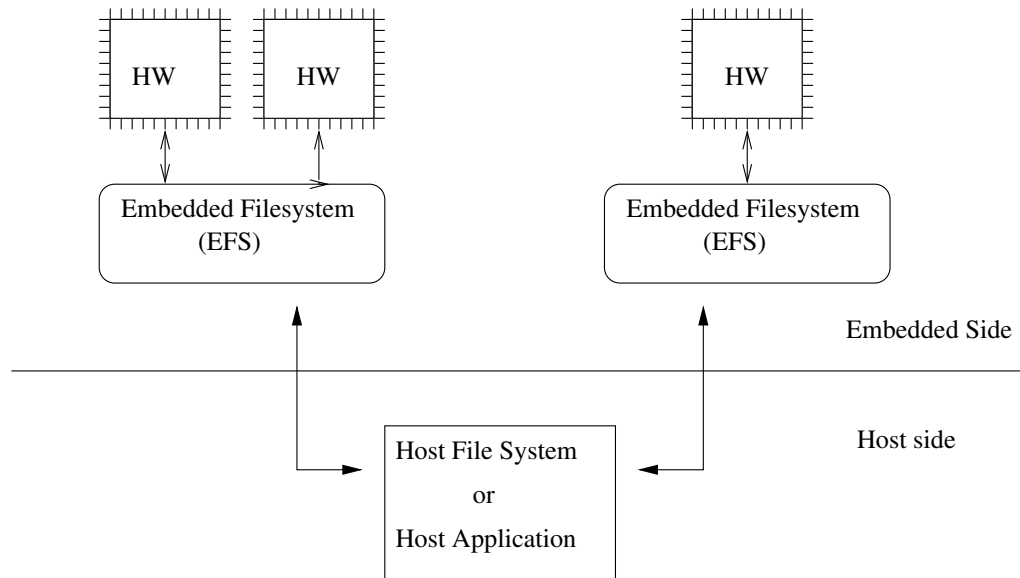 HW
HW
HW
Embedded Filesystem
(EFS)
Embedded Filesystem
(EFS)
Embedded Side
Host side
Host File System
or
Host Application